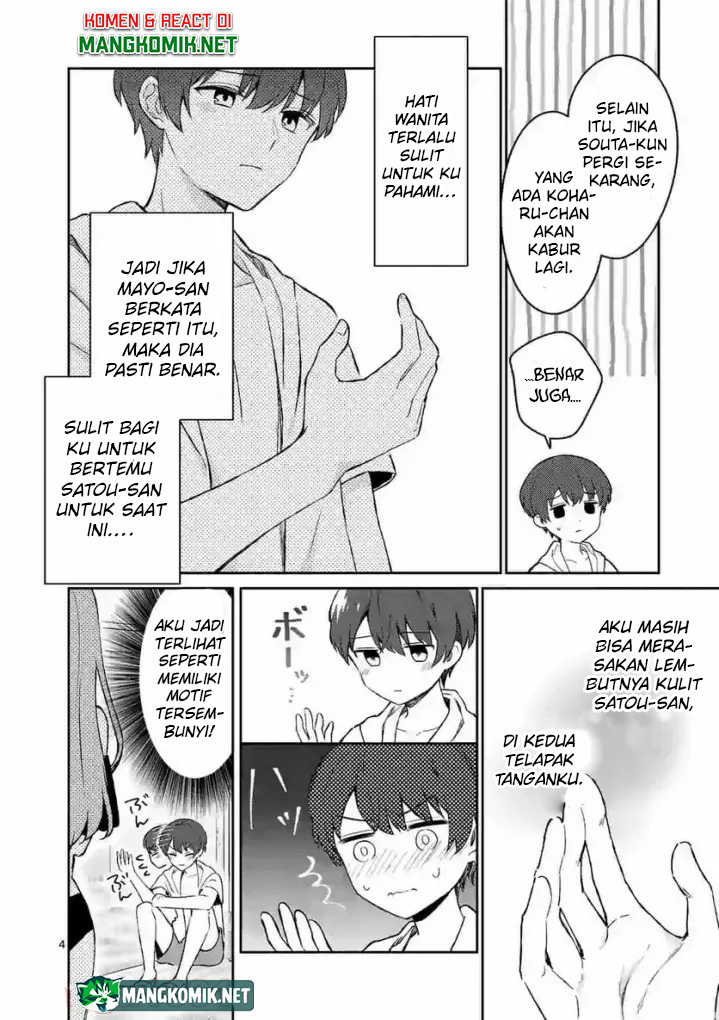 KOMEN & REACT DI
MANGKOMIK.NET
SELAIN
ITU, JIKA
SOUTA-KUN
PERGI SE-
KARANG,
YANG
ADA KOHA-
RU-CHAN
AKAN
KABUR
LAGI.
...BENAR
JUGA....
HATI
WANITA
TERLALU
SULIT
UNTUK KU
PAHAMI...
JADI JIKA
MAYO-SAN
BERKATA
SEPERTI ITU,
MAKA DIA
PASTI BENAR.
SULIT BAGI
KU UNTUK
BERTEMU
SATOU-SAN
UNTUK SAAT
INI....
AKU MASIH
BISA MERA-
SAKAN LEM-
BUTNYA KULIT
SATOU-SAN,
DI KEDUA
TELAPAK
TANGANKU.
ボーッ
AKU JADI
TERLIHAT
SEPERTI
MEMILIKI
MOTIF
TERSEM-
BUNYI!
ぶん
ぶん
4
MANGKOMIK.NET